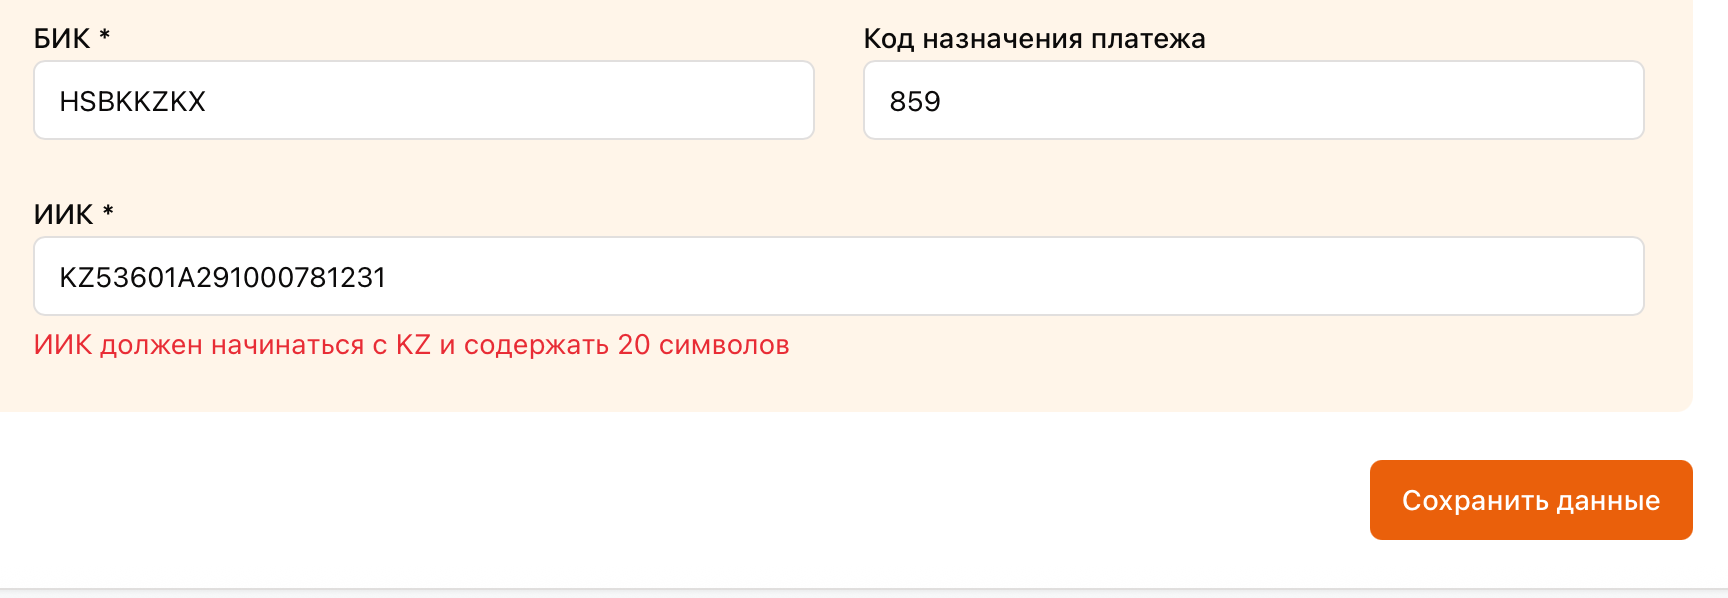 БИК *
Код назначения платежа
HSBKKZKX
859
ИИК *
KZ53601A291000781231
ИИК должен начинаться с KZ и содержать 20 символов
Сохранить данные